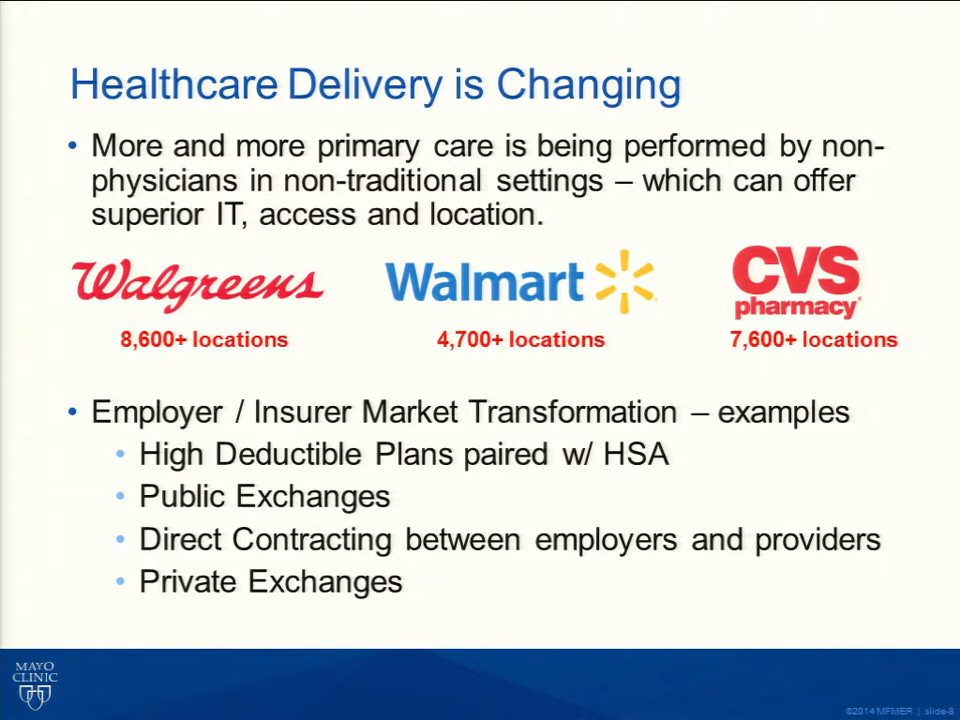 Healthcare Delivery is Changing
• More and more primary care is being performed by non-
physicians in non-traditional settings – which can offer
superior IT, access and location.
Walgreens Walmart CVS
pharmacy
8,600+ locations 4,700+ locations 7,600+ locations
• Employer / Insurer Market Transformation – examples
• High Deductible Plans paired w/ HSA
• Public Exchanges
• Direct Contracting between employers and providers
• Private Exchanges
MAYO
CLINIC
©2014 MFMER | slide-8